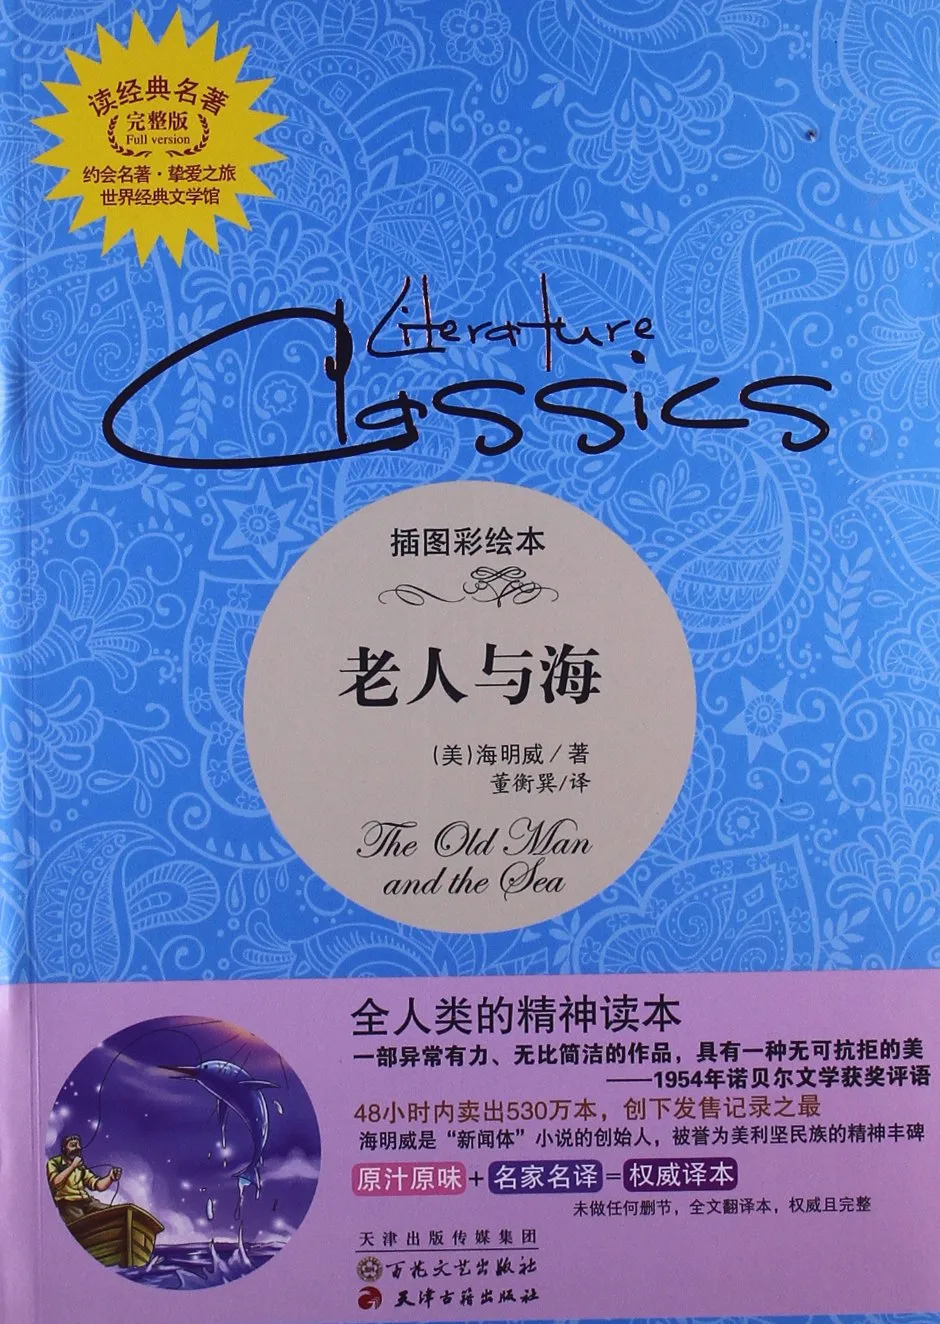 读经典名著
完整版
Full version
约会名著·挚爱之旅
世界经典文学馆
Literature
Classics
插图彩绘本
老人与海
(美)海明威/著
董衡巽/译
The Old Man
and the Sea
全人类的精神读本
一部异常有力、无比简洁的作品，具有一种无可抗拒的美
——1954年诺贝尔文学获奖评语
48小时内卖出530万本，创下发售记录之最
海明威是“新闻体”小说的创始人，被誉为美利坚民族的精神丰碑
原汁原味+名家名译=权威译本
未做任何删节，全文翻译本，权威且完整
天津出版传媒集团
百花文艺出版社
天津古籍出版社